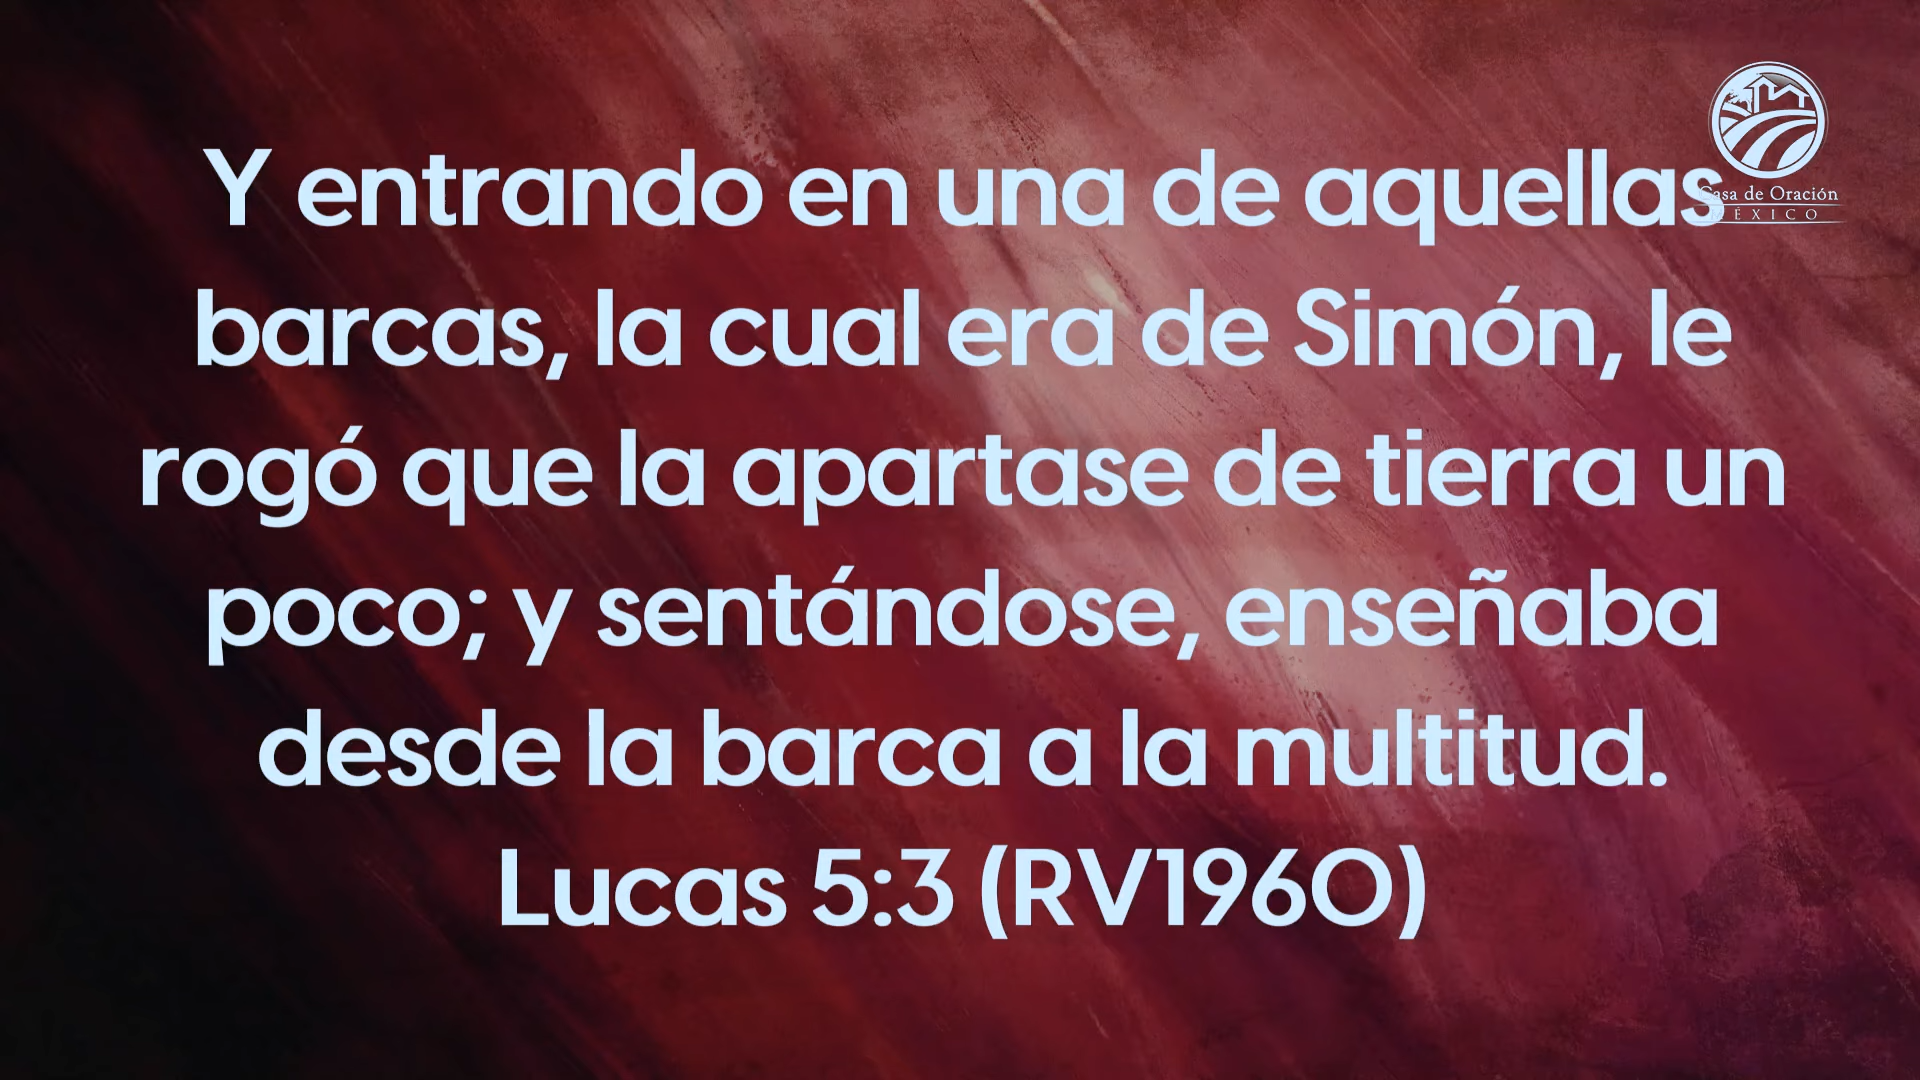 Y entrando en una de aquellas
barcas, la cual era de Simón, le
rogó que la apartase de tierra un
poco; y sentándose, enseñaba
desde la barca a la multitud.
Lucas 5:3 (RV1960)
Casa de Oración
MÉXICO